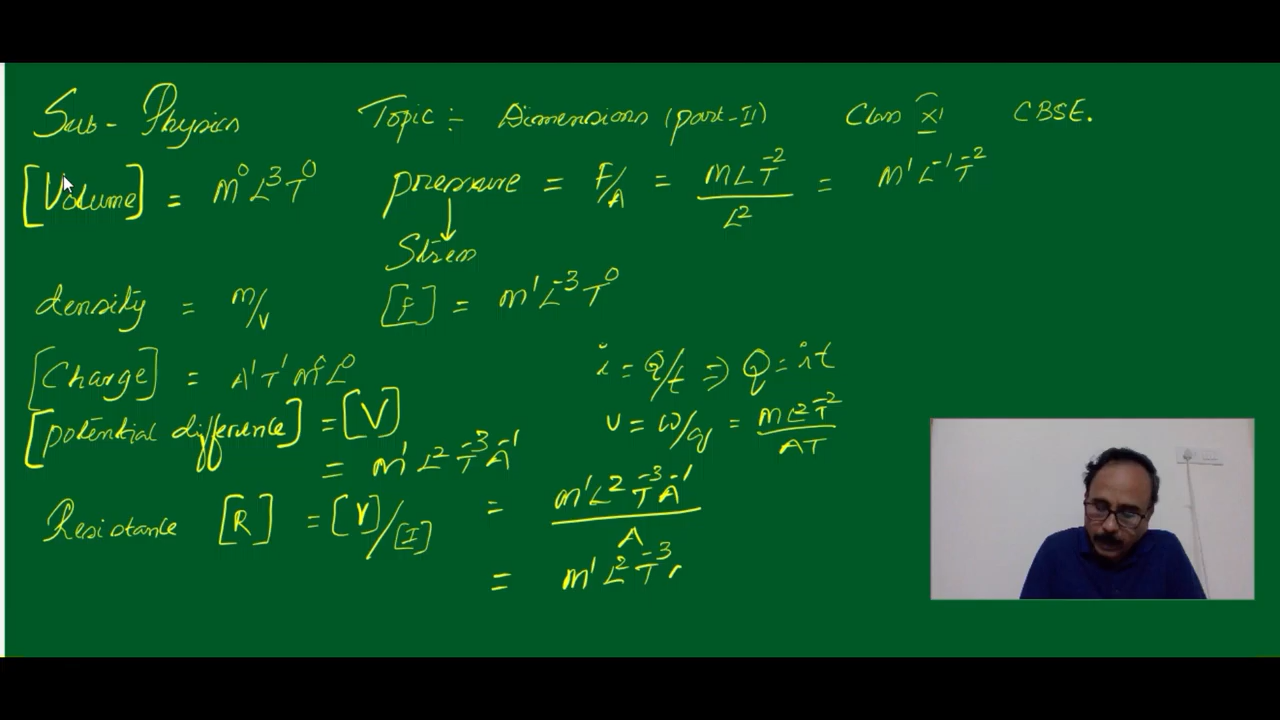 Sub- Physics Topic :- Dimensions (part-II) Class XI CBSE.
[Volume] = M⁰L³T⁰ pressure = F/A = MLT⁻²/L² = M¹L⁻¹T⁻²
Stress
density = m/v [f] = M¹L⁻³T⁰
[Charge] = A¹T¹M⁰L⁰ i = Q/t ⇒ Q = it
[potential difference] = [V] v = W/q = ML²T⁻²/AT
= M¹L²T⁻³A⁻¹
Resistance [R] = [V]/[I] = M¹L²T⁻³A⁻¹/A
= M¹L²T⁻³